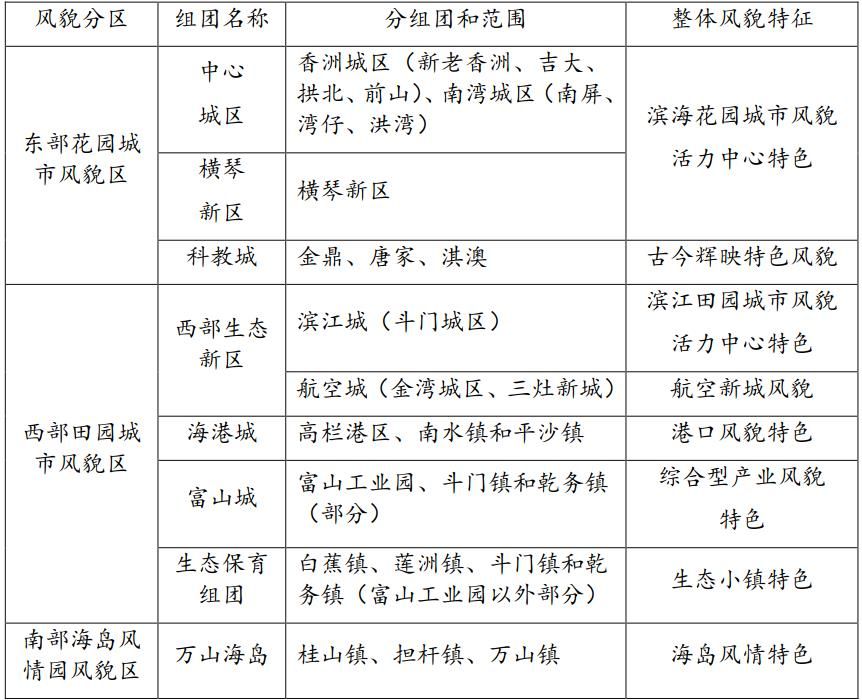 风貌分区 组团名称 分组团和范围 整体风貌特征
东部花园城
市风貌区
中心
城区
香洲城区（新老香洲、吉大、
拱北、前山）、南湾城区（南屏、
湾仔、洪湾）
滨海花园城市风貌
活力中心特色
横琴
新区
横琴新区
科教城 金鼎、唐家、淇澳 古今辉映特色风貌
西部田园城
市风貌区
西部生态
新区
滨江城（斗门城区）
滨江田园城市风貌
活力中心特色
航空城（金湾城区、三灶新城） 航空新城风貌
海港城 高栏港区、南水镇和平沙镇 港口风貌特色
富山城
富山工业园、斗门镇和乾务镇
（部分）
综合型产业风貌
特色
生态保育
组团
白蕉镇、莲洲镇、斗门镇和乾
务镇（富山工业园以外部分）
生态小镇特色
南部海岛风
情园风貌区
万山海岛 桂山镇、担杆镇、万山镇 海岛风情特色